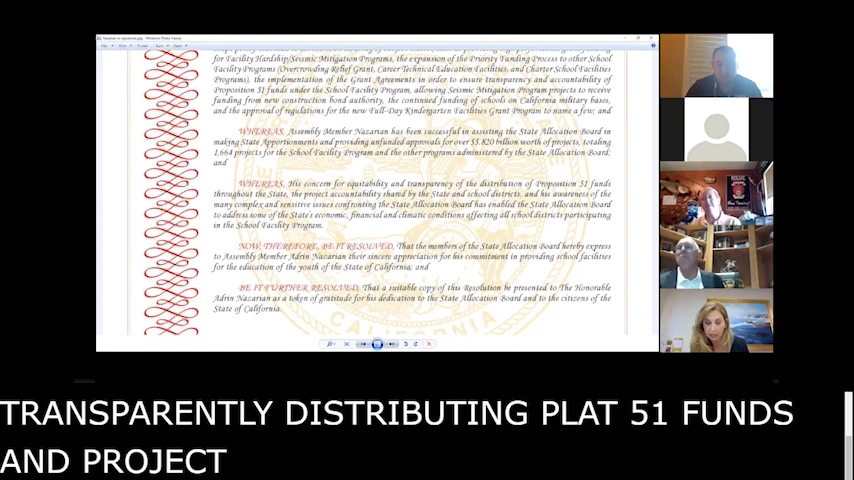 for Facility Hardship/Seismic Mitigation Programs, the expansion of the Priority Funding Process to other School
Facility Programs (Overcrowding Relief Grant, Career Technical Education Facilities, and Charter School Facilities
Programs), the implementation of the Grant Agreements in order to ensure transparency and accountability of
Proposition 51 funds under the School Facility Program, allowing Seismic Mitigation Program projects to receive
funding from new construction bond authority, the continued funding of schools on California military bases,
and the approval of regulations for the new Full-Day Kindergarten Facilities Grant Program to name a few; and
WHEREAS, Assembly Member Nazarian has been successful in assisting the State Allocation Board in
making State Apportionments and providing unfunded approvals for over $3.820 billion worth of projects, totaling
1,664 projects for the School Facility Program and the other programs administered by the State Allocation Board;
and
WHEREAS, His concern for equitability and transparency of the distribution of Proposition 51 funds
throughout the State, the project accountability shared by the State and school districts, and his awareness of the
many complex and sensitive issues confronting the State Allocation Board has enabled the State Allocation Board
to address some of the State's economic, financial and climatic conditions affecting all school districts participating
in the School Facility Program.
NOW, THEREFORE, BE IT RESOLVED, That the members of the State Allocation Board hereby express
to Assembly Member Adrin Nazarian their sincere appreciation for his commitment in providing school facilities
for the education of the youth of the State of California; and
BE IT FURTHER RESOLVED, That a suitable copy of this Resolution be presented to The Honorable
Adrin Nazarian as a token of gratitude for his dedication to the State Allocation Board and to the citizens of the
State of California.
CALIFORNIA
TRANSPARENTLY DISTRIBUTING PLAT 51 FUNDS
AND PROJECT